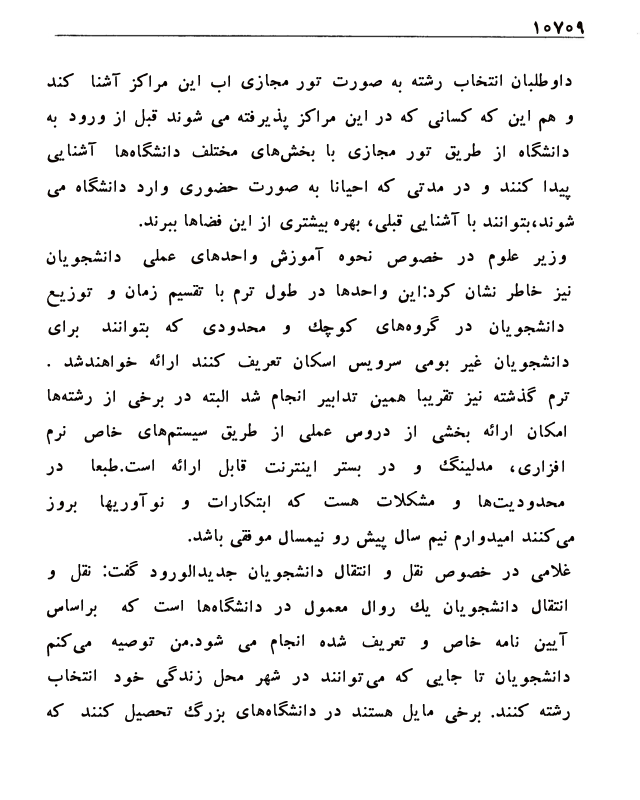 ۱۰۷۰۹
داوطلبان انتخاب رشته به صورت تور مجازی اب این مراکز آشنا کند
و هم این که کسانی که در این مراکز پذیرفته می شوند قبل از ورود به
دانشگاه از طریق تور مجازی با بخش‌های مختلف دانشگاه‌ها آشنایی
پیدا کنند و در مدتی که احیانا به صورت حضوری وارد دانشگاه می
شوند،بتوانند با آشنایی قبلی، بهره بیشتری از این فضاها ببرند.
وزیر علوم در خصوص نحوه آموزش واحدهای عملی دانشجویان
نیز خاطر نشان کرد:این واحدها در طول ترم با تقسیم زمان و توزیع
دانشجویان در گروه‌های کوچك و محدودی که بتوانند برای
دانشجویان غیر بومی سرویس اسکان تعریف کنند ارائه خواهندشد .
ترم گذشته نیز تقریبا همین تدابیر انجام شد البته در برخی از رشته‌ها
امکان ارائه بخشی از دروس عملی از طریق سیستم‌های خاص نرم
افزاری، مدلینگ و در بستر اینترنت قابل ارائه است.طبعا در
محدودیت‌ها و مشکلات هست که ابتکارات و نوآوریها بروز
می‌کنند امیدوارم نیم سال پیش رو نیمسال موفقی باشد.
غلامی در خصوص نقل و انتقال دانشجویان جدیدالورود گفت: نقل و
انتقال دانشجویان یك روال معمول در دانشگاه‌ها است که براساس
آیین نامه خاص و تعریف شده انجام می شود.من توصیه می‌کنم
دانشجویان تا جایی که می‌توانند در شهر محل زندگی خود انتخاب
رشته کنند. برخی مایل هستند در دانشگاه‌های بزرگ تحصیل کنند که